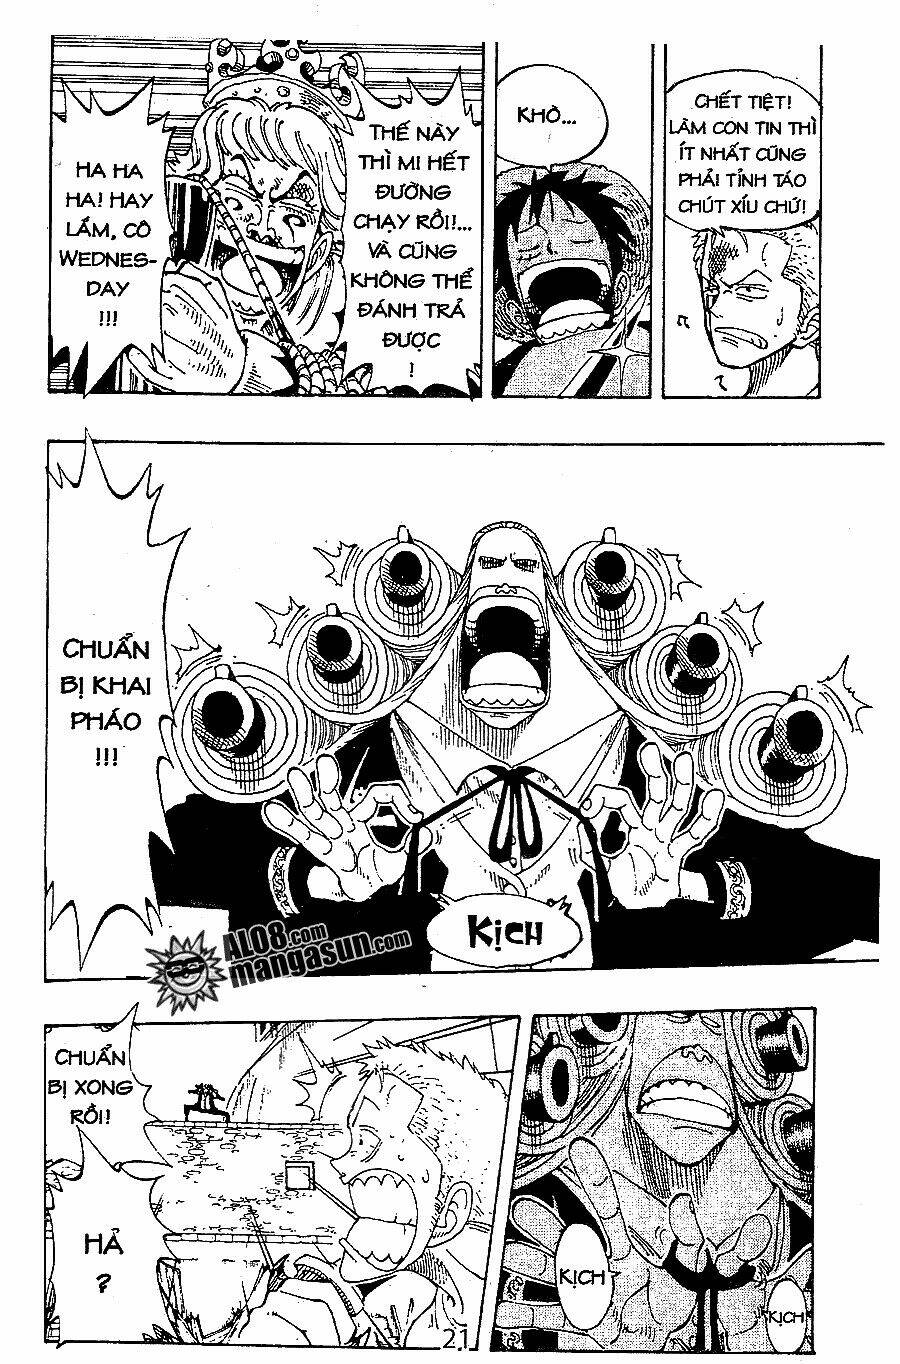 CHẾT TIỆT!
LÀM CON TIN THÌ
ÍT NHẤT CŨNG
PHẢI TỈNH TÁO
CHÚT XÍU CHỨ!
KHÒ...
THẾ NÀY
THÌ MI HẾT
ĐƯỜNG
CHẠY RỒI!...
VÀ CŨNG
KHÔNG THỂ
ĐÁNH TRẢ
ĐƯỢC
!
HA HA
HA! HAY
LẮM, CÔ
WEDNES-
DAY
!!!
CHUẨN
BỊ KHAI
PHÁO
!!!
KỊCH
ALO8.com
mangasun.com
KỊCH
KỊCH
CHUẨN
BỊ XONG
RỒI!
HẢ
?
21